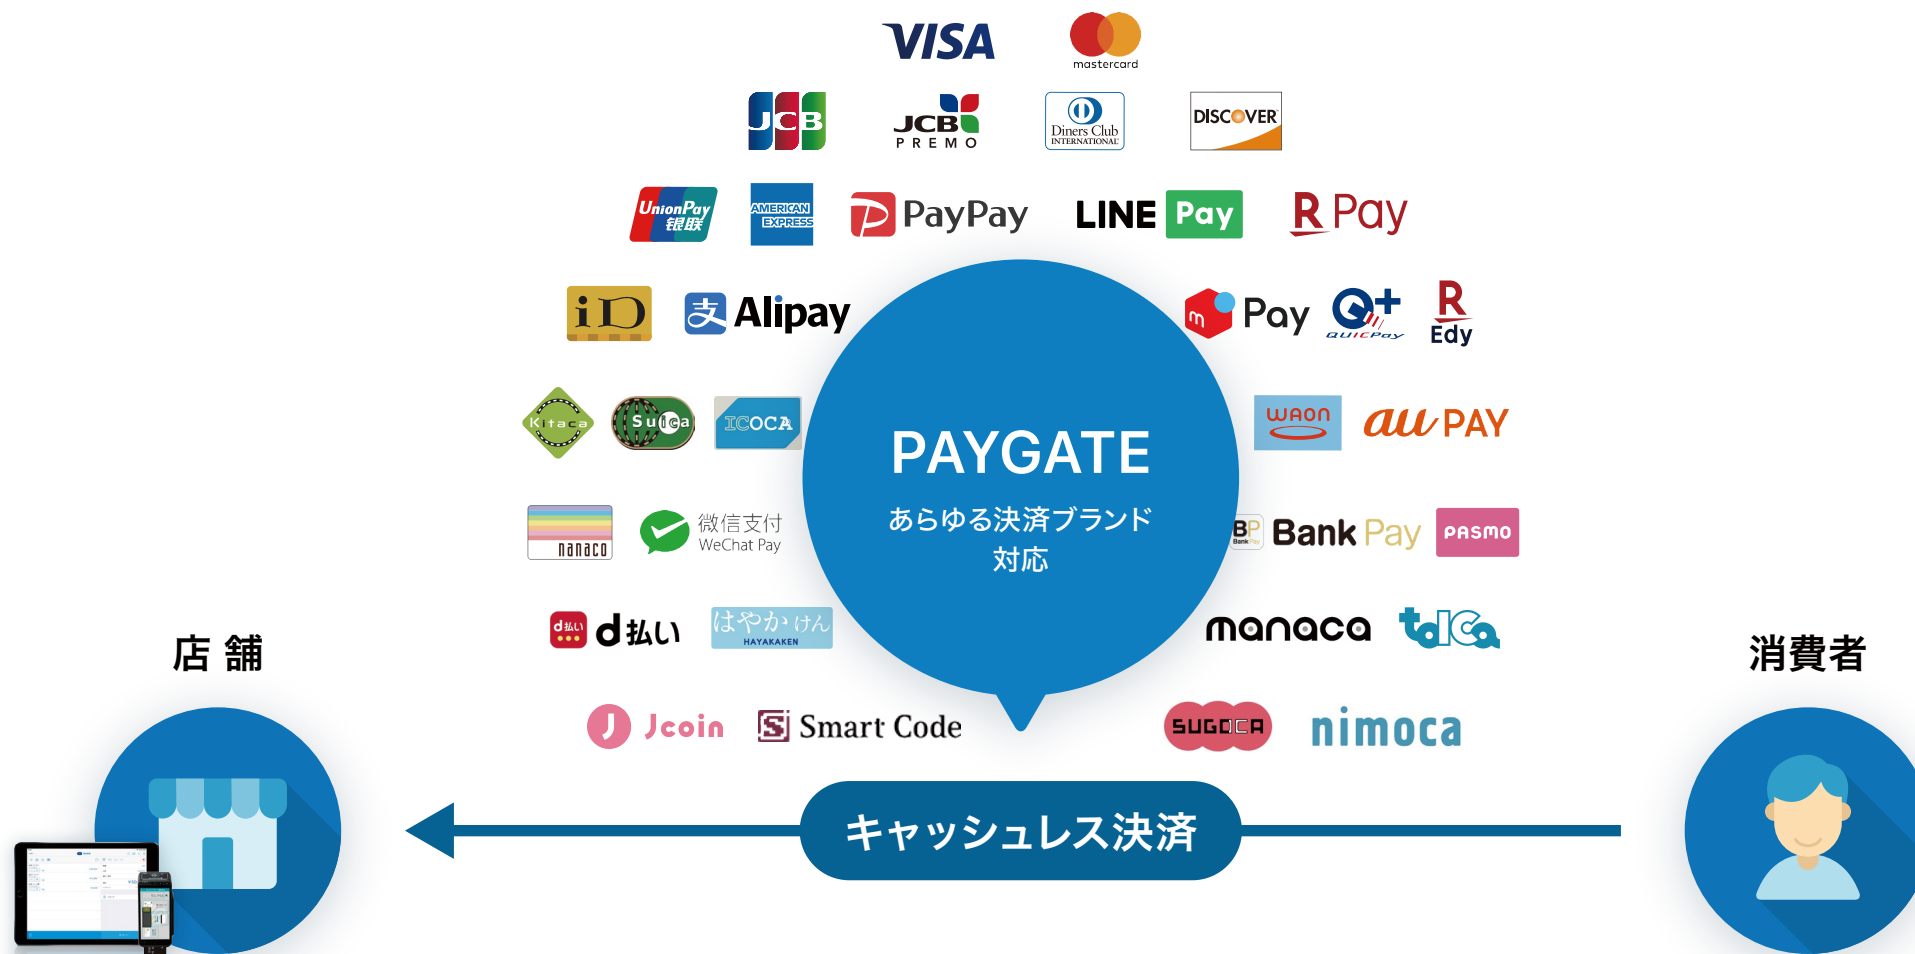 VISA
mastercard
JCB
JCB PREMO
Diners Club INTERNATIONAL
DISCOVER
UnionPay 银联
AMERICAN EXPRESS
PayPay
LINE Pay
R Pay
iD
支 Alipay
m Pay
Q+ QUICPay
R Edy
Kitaca
Suica
ICOCA
WAON
au PAY
nanaco
微信支付
WeChat Pay
BP Bank Pay
Bank Pay
PASMO
d払い
d払い
はやかけん
HAYAKAKEN
manaca
toica
J Jcoin
S Smart Code
SUGOCA
nimoca
PAYGATE
あらゆる決済ブランド
対応
店舗
消費者
キャッシュレス決済